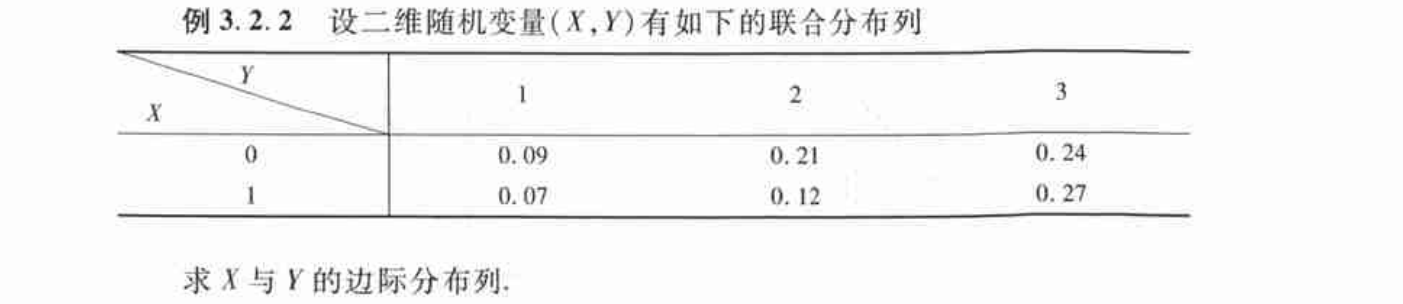 例 3.2.2 设二维随机变量(X,Y)有如下的联合分布列
Y
X
1 2 3
0 0.09 0.21 0.24
1 0.07 0.12 0.27
求 X 与 Y 的边际分布列.